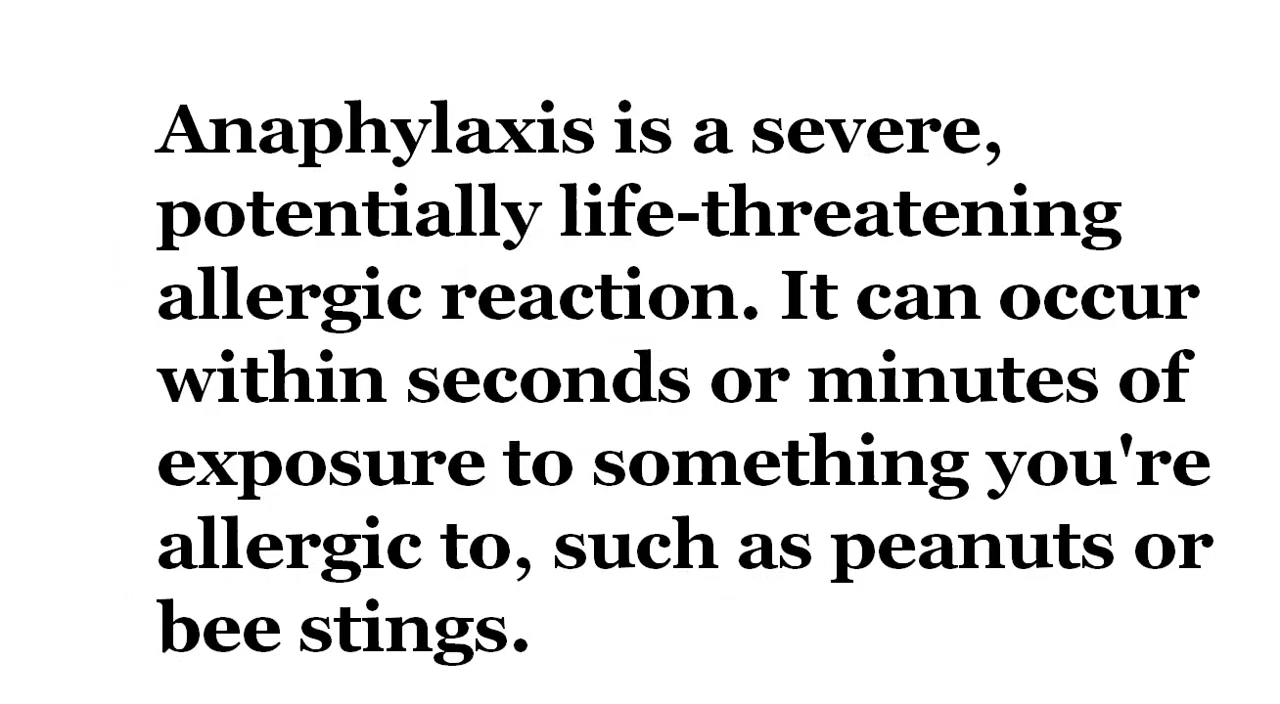 Anaphylaxis is a severe,
potentially life-threatening
allergic reaction. It can occur
within seconds or minutes of
exposure to something you're
allergic to, such as peanuts or
bee stings.